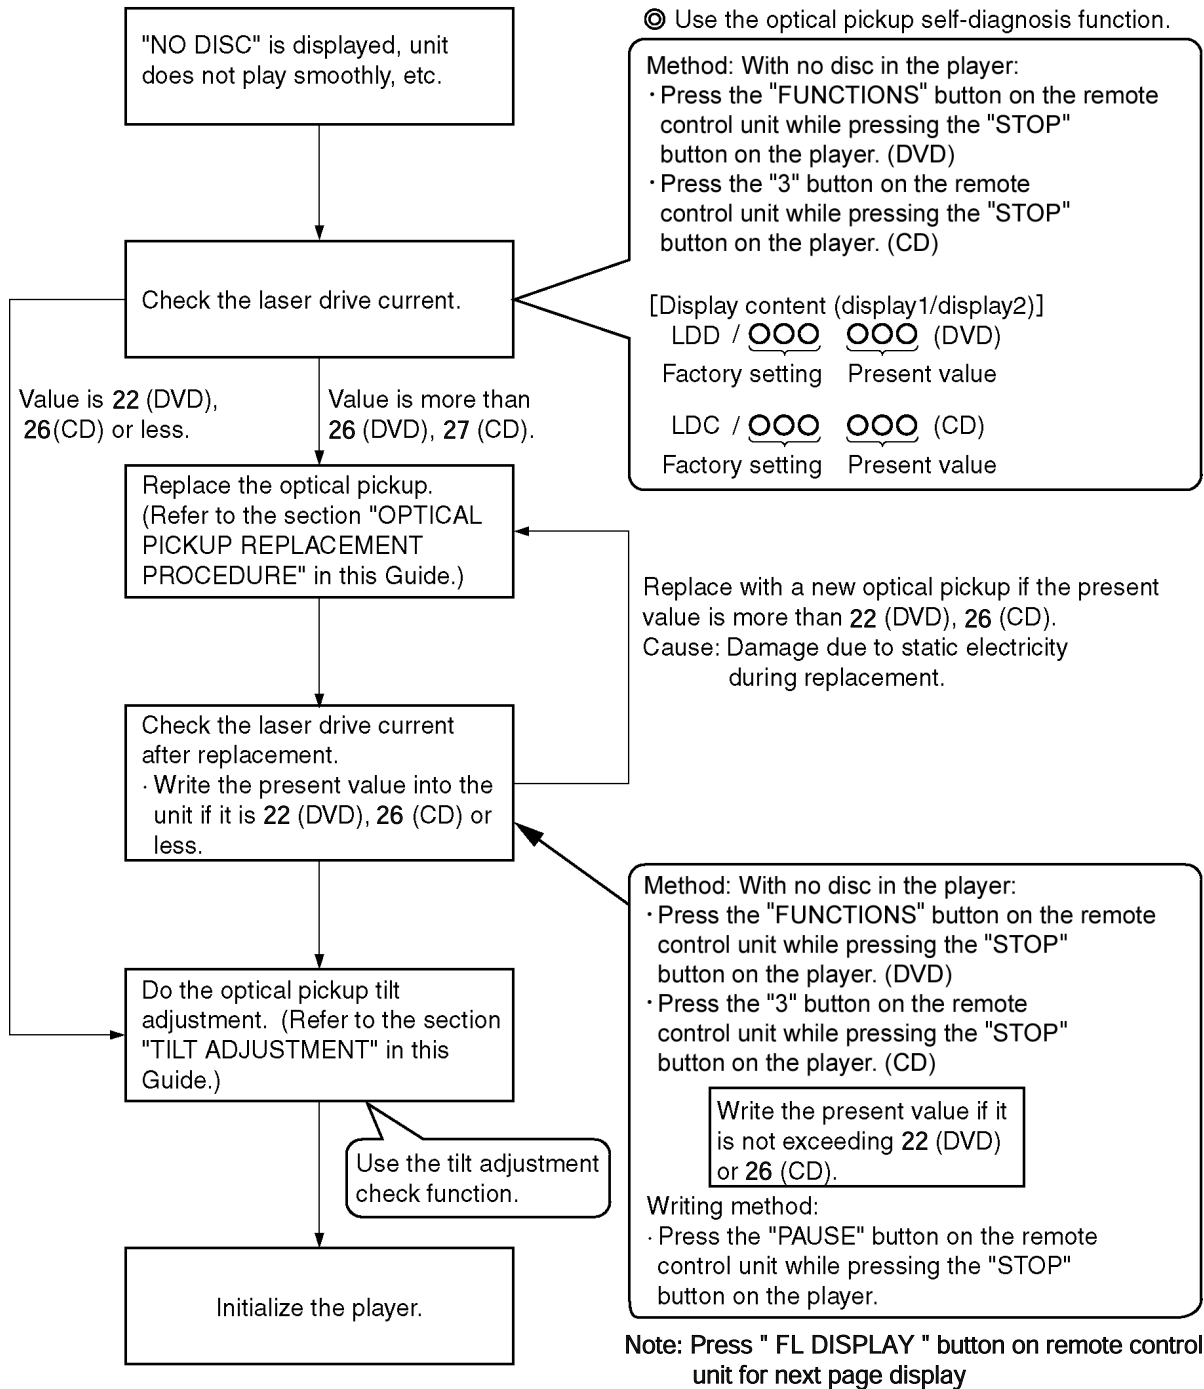 "NO DISC" is displayed, unit
does not play smoothly, etc.
◎ Use the optical pickup self-diagnosis function.
Method: With no disc in the player:
· Press the "FUNCTIONS" button on the remote
control unit while pressing the "STOP"
button on the player. (DVD)
· Press the "3" button on the remote
control unit while pressing the "STOP"
button on the player. (CD)
[Display content (display1/display2)]
LDD / OOO OOO (DVD)
Factory setting Present value
LDC / OOO OOO (CD)
Factory setting Present value
Check the laser drive current.
Value is 22 (DVD),
26(CD) or less.
Value is more than
26 (DVD), 27 (CD).
Replace the optical pickup.
(Refer to the section "OPTICAL
PICKUP REPLACEMENT
PROCEDURE" in this Guide.)
Replace with a new optical pickup if the present
value is more than 22 (DVD), 26 (CD).
Cause: Damage due to static electricity
during replacement.
Check the laser drive current
after replacement.
· Write the present value into the
unit if it is 22 (DVD), 26 (CD) or
less.
Method: With no disc in the player:
· Press the "FUNCTIONS" button on the remote
control unit while pressing the "STOP"
button on the player. (DVD)
· Press the "3" button on the remote
control unit while pressing the "STOP"
button on the player. (CD)
Write the present value if it
is not exceeding 22 (DVD)
or 26 (CD).
Writing method:
· Press the "PAUSE" button on the remote
control unit while pressing the "STOP"
button on the player.
Do the optical pickup tilt
adjustment. (Refer to the section
"TILT ADJUSTMENT" in this
Guide.)
Use the tilt adjustment
check function.
Initialize the player.
Note: Press " FL DISPLAY " button on remote control
unit for next page display